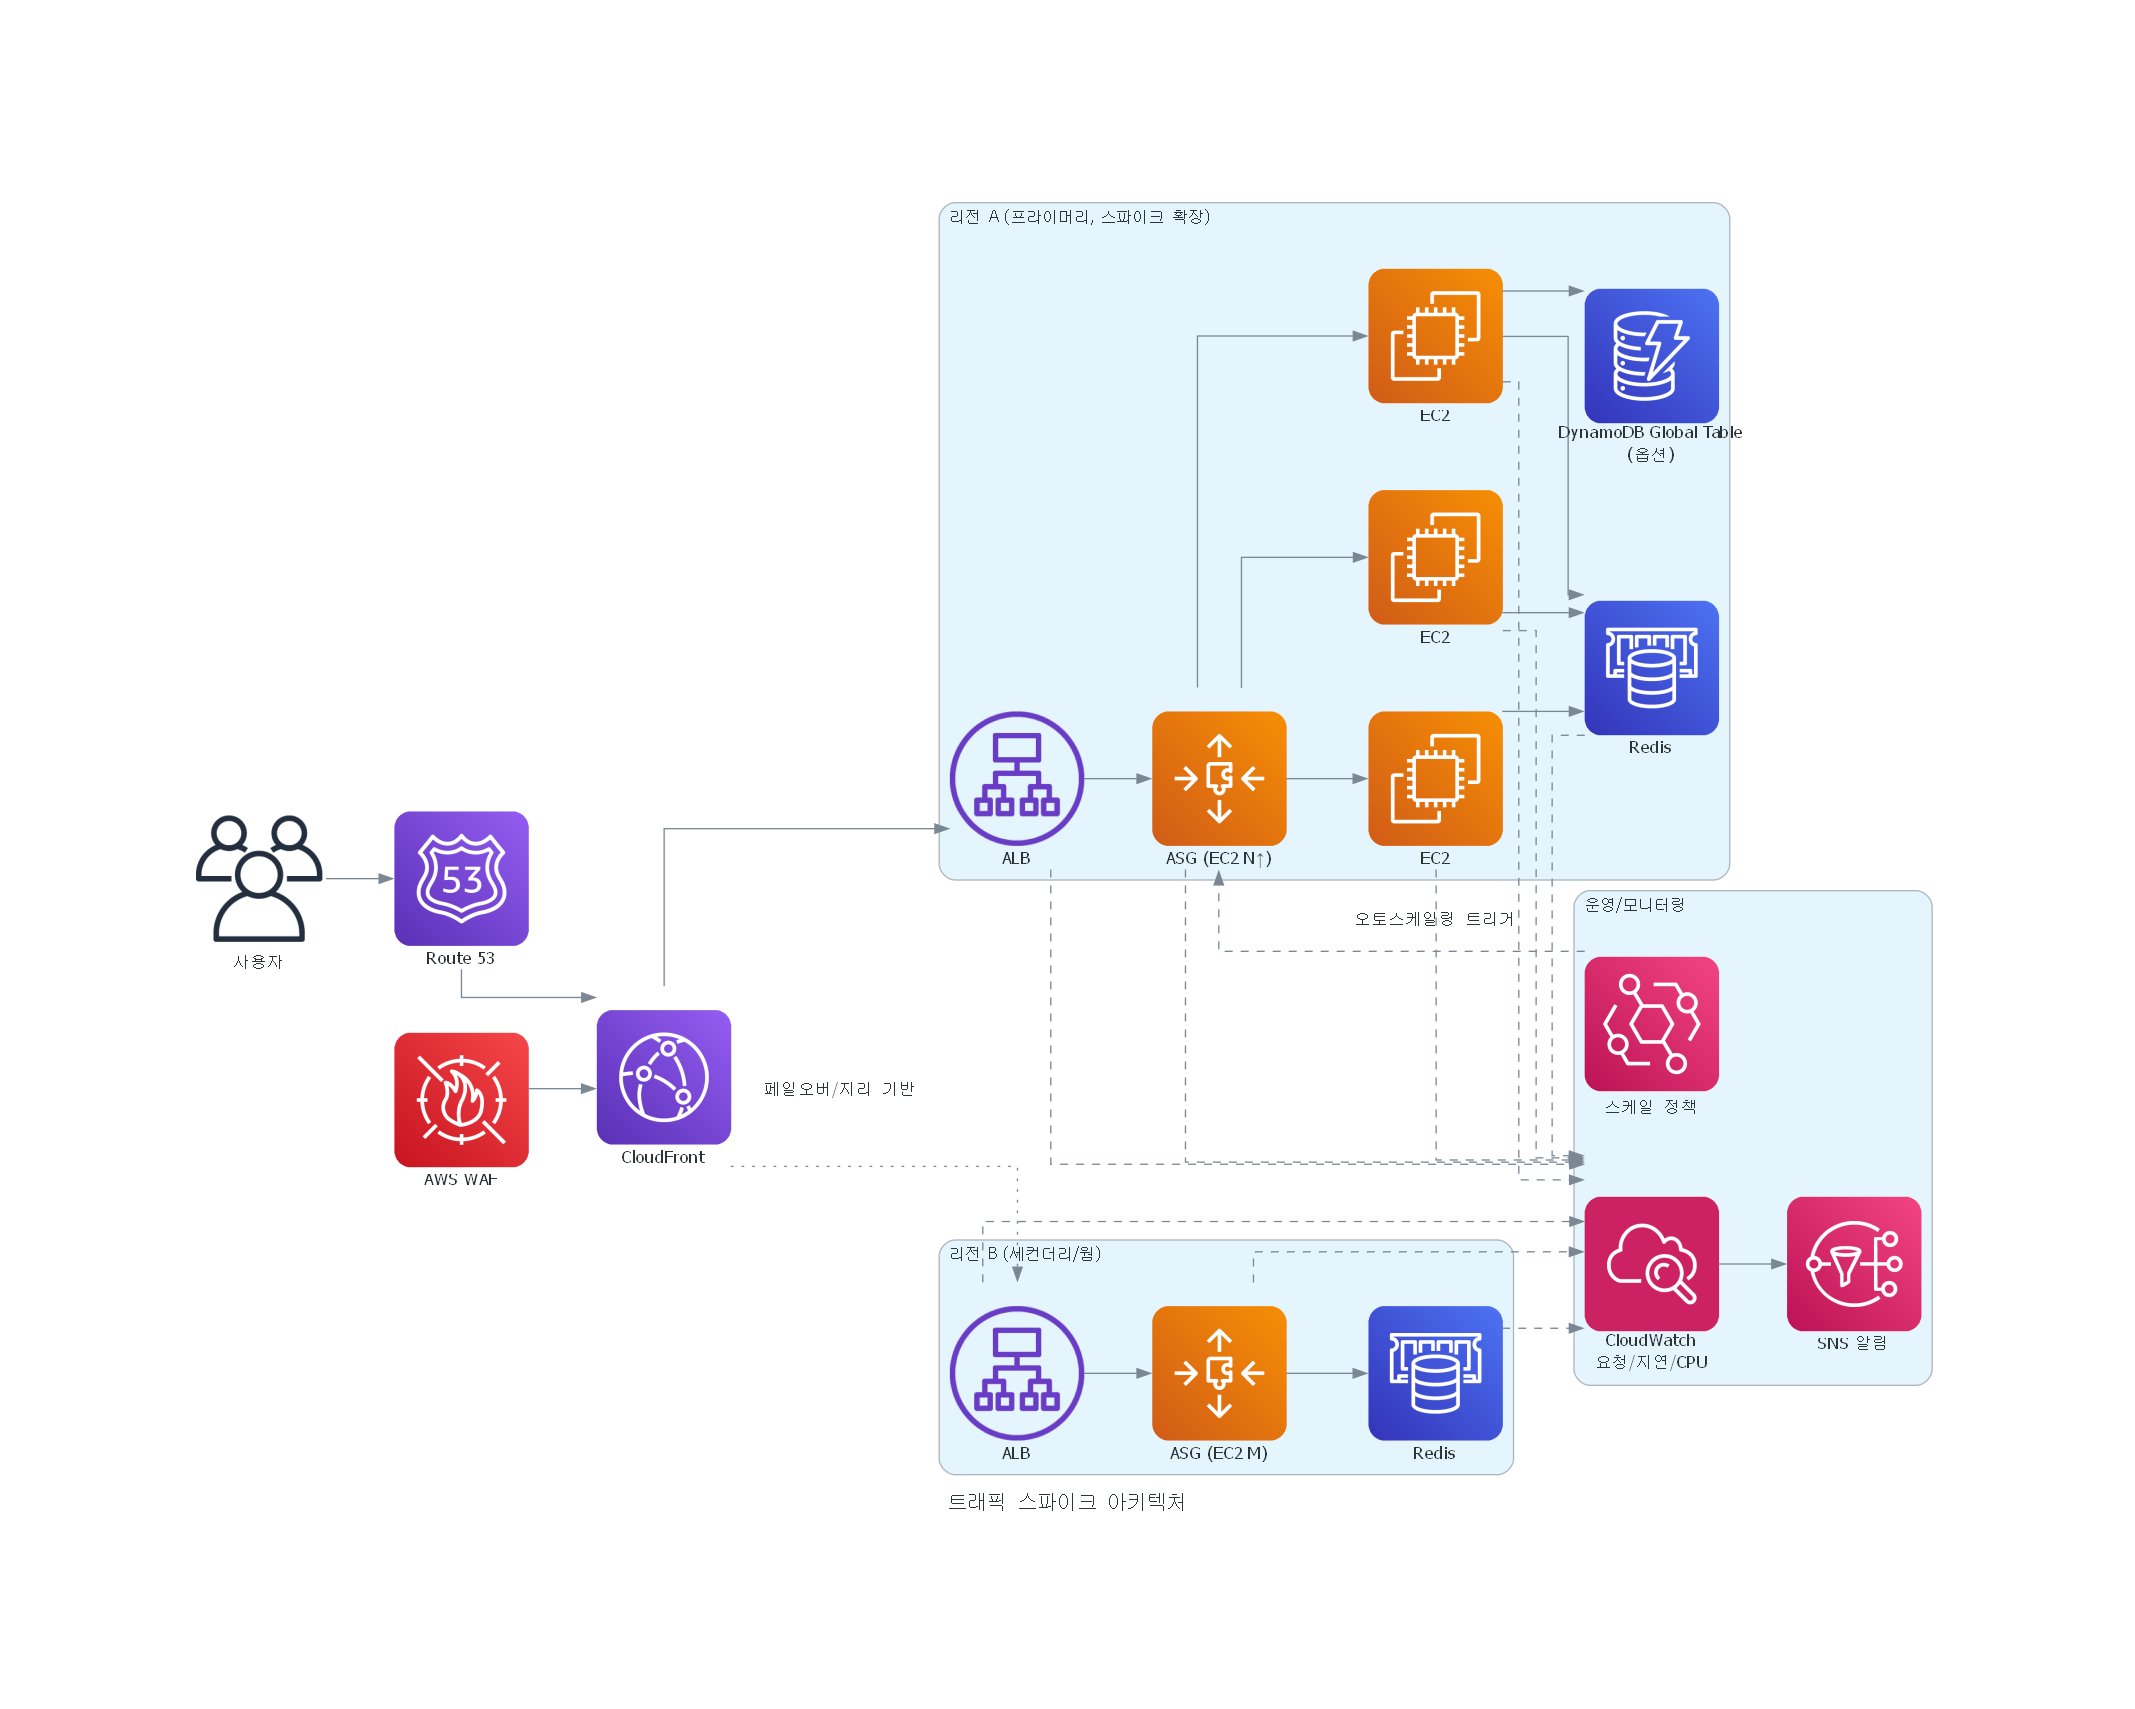 리전 A (프라이머리, 스파이크 확장)
EC2
DynamoDB Global Table
(옵션)
EC2
Redis
ALB
ASG (EC2 N↑)
EC2
53
사용자
Route 53
오토스케일링 트리거
운영/모니터링
페일오버/지리 기반
스케일 정책
CloudFront
AWS WAF
리전 B (세컨더리/웜)
CloudWatch
요청/지연/CPU
SNS 알림
ALB
ASG (EC2 M)
Redis
트래픽 스파이크 아키텍처